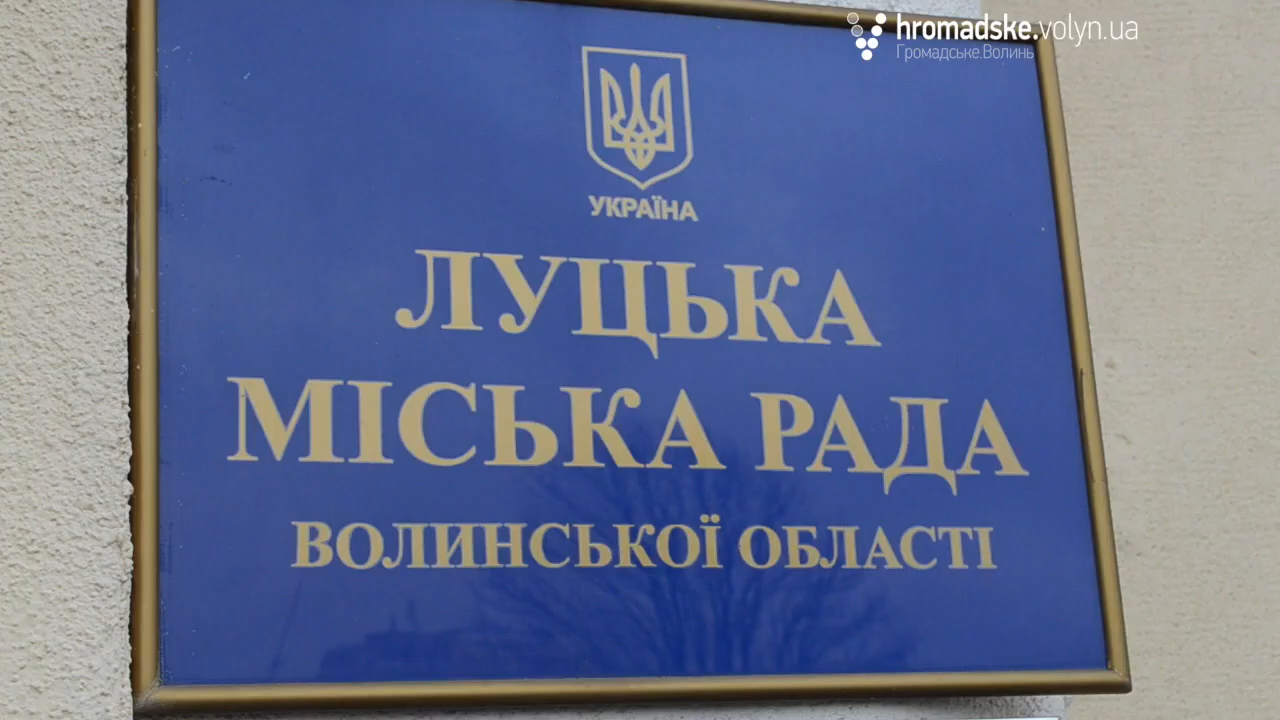 hromadske.volyn.ua
Громадське.Волинь
УКРАЇНА
ЛУЦЬКА
МІСЬКА РАДА
ВОЛИНСЬКОЇ ОБЛАСТІ